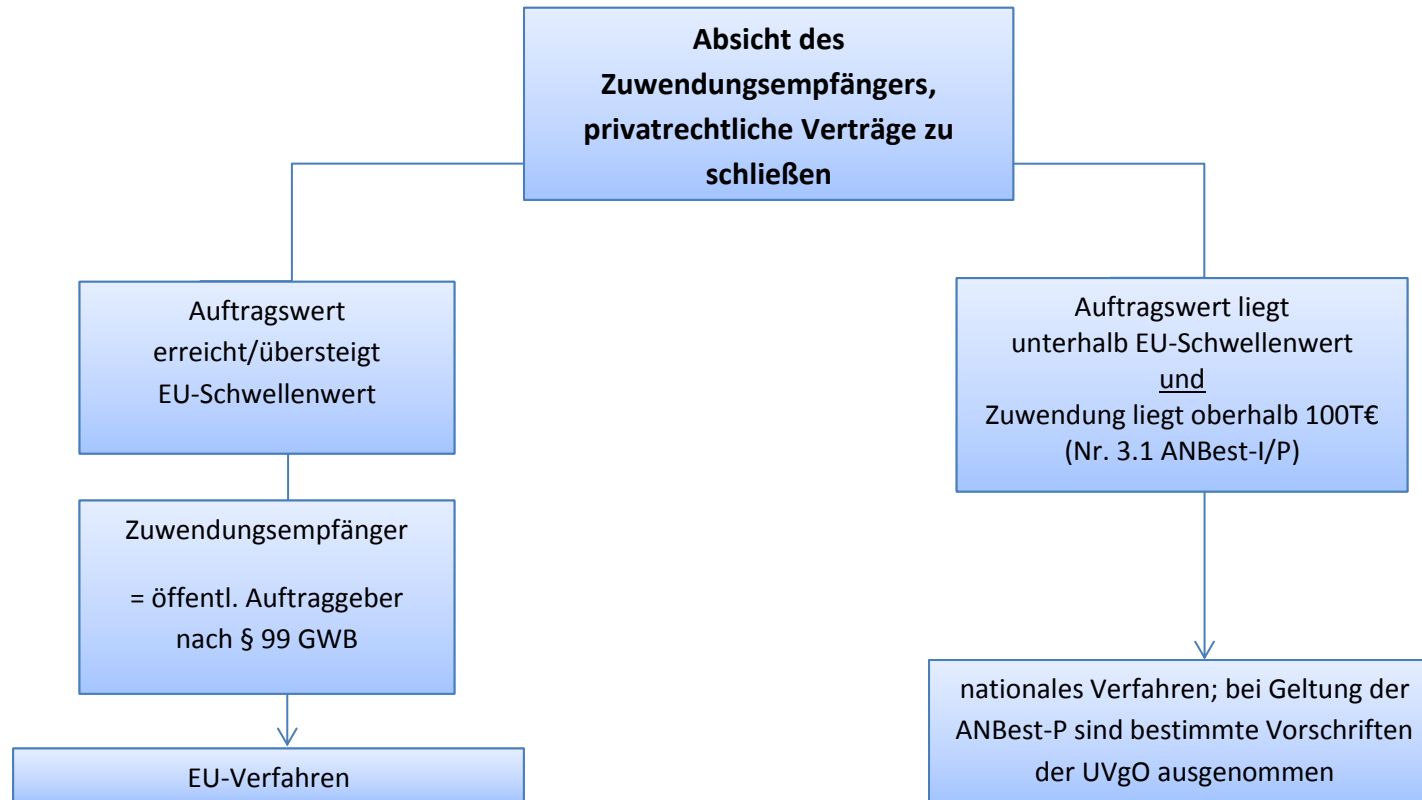 Absicht des
Zuwendungsempfängers,
privatrechtliche Verträge zu
schließen
Auftragswert
erreicht/übersteigt
EU-Schwellenwert
Zuwendungsempfänger
= öffentl. Auftraggeber
nach § 99 GWB
EU-Verfahren
Auftragswert liegt
unterhalb EU-Schwellenwert
und
Zuwendung liegt oberhalb 100T€
(Nr. 3.1 ANBest-I/P)
nationales Verfahren; bei Geltung der
ANBest-P sind bestimmte Vorschriften
der UVgO ausgenommen